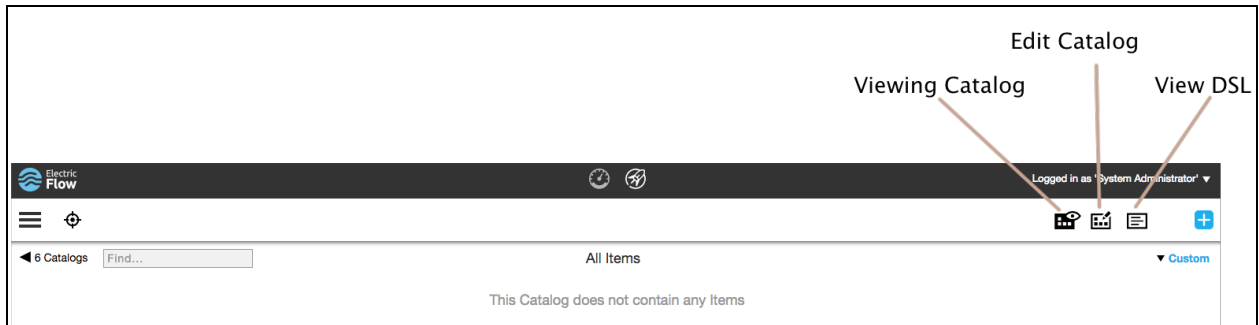 Edit Catalog
Viewing Catalog
View DSL
Electric
Flow
Logged in as 'System Administrator' ▼
◀ 6 Catalogs
Find...
All Items
▼ Custom
This Catalog does not contain any Items